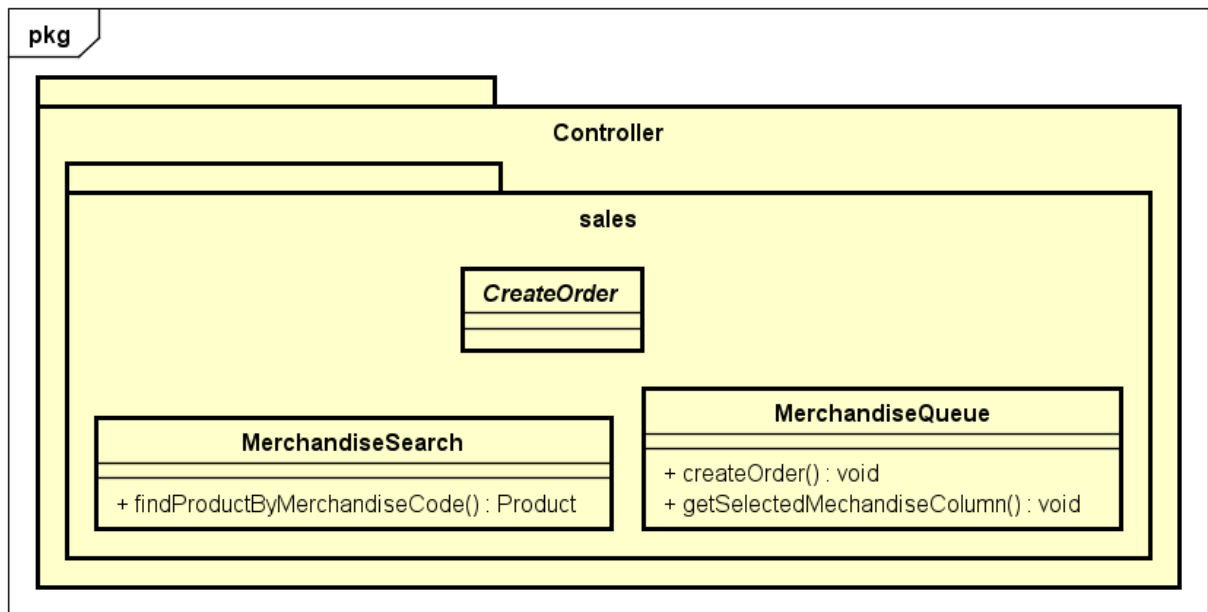 pkg
Controller
sales
CreateOrder
MerchandiseSearch
+ findProductByMerchandiseCode() : Product
MerchandiseQueue
+ createOrder() : void
+ getSelectedMechandiseColumn() : void